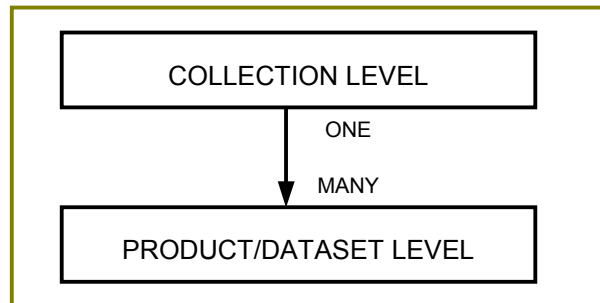 COLLECTION LEVEL
ONE
MANY
PRODUCT/DATASET LEVEL